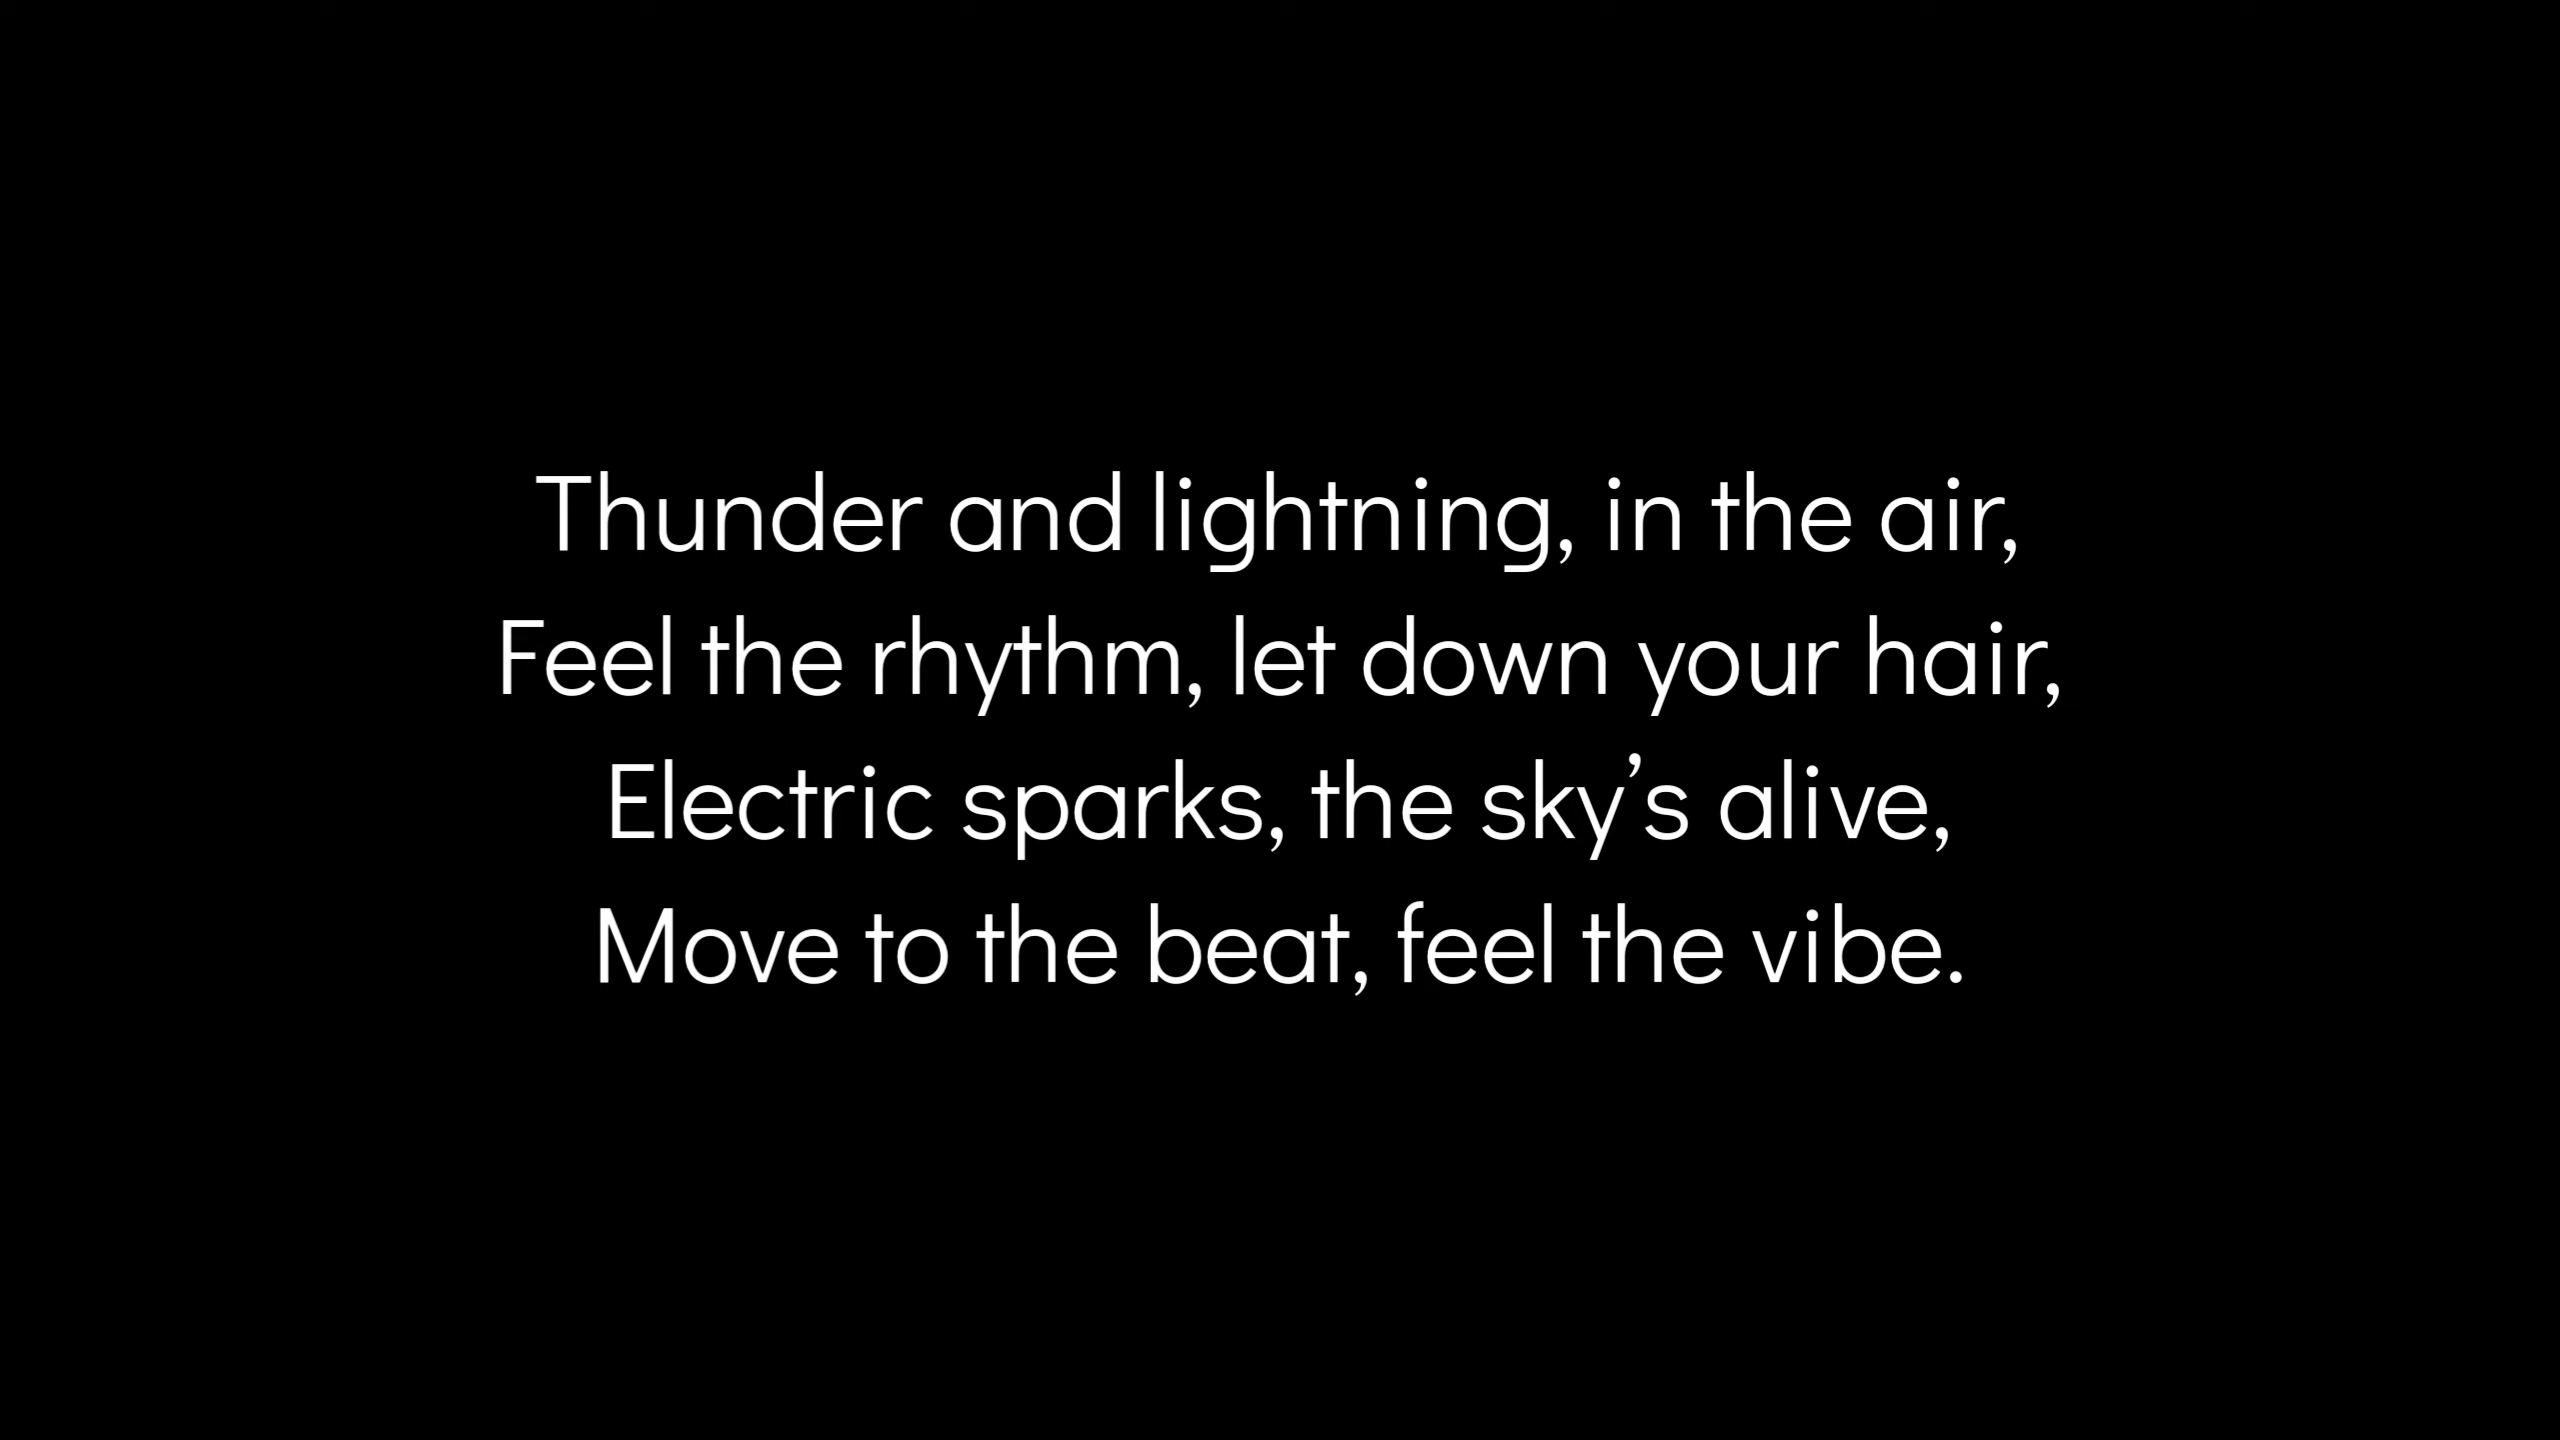 Thunder and lightning, in the air,
Feel the rhythm, let down your hair,
Electric sparks, the sky’s alive,
Move to the beat, feel the vibe.